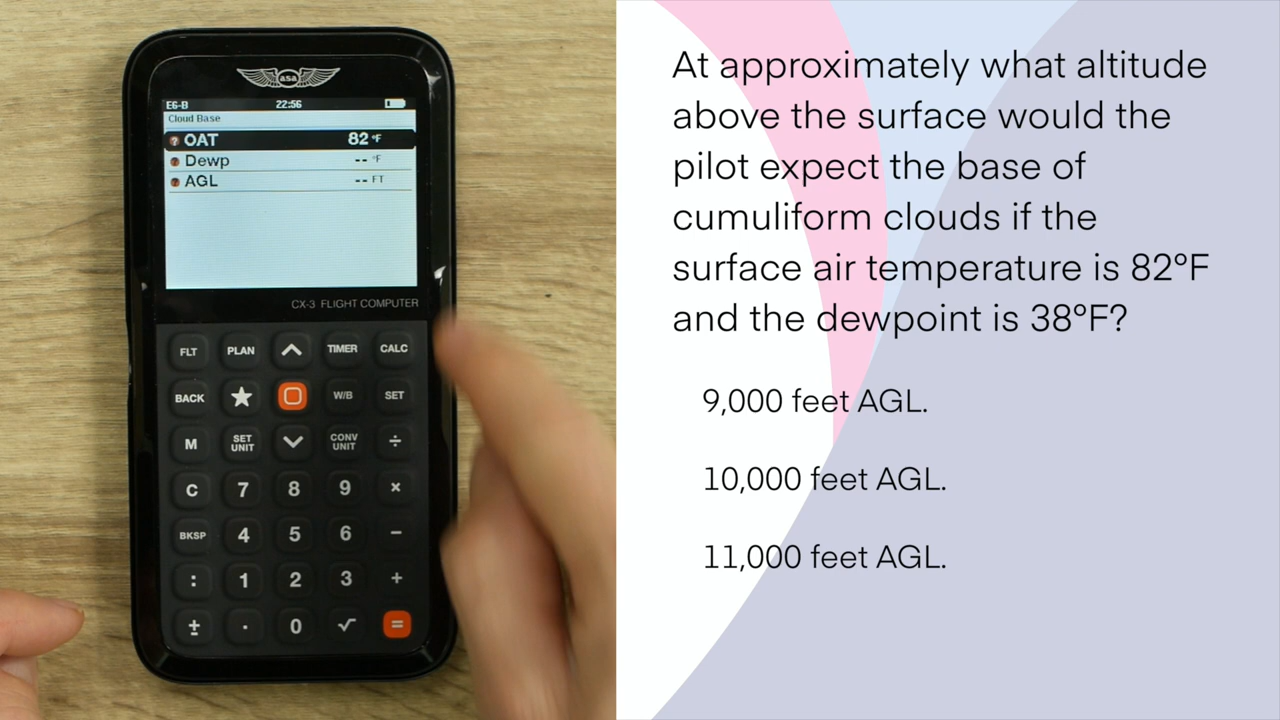 asa
E6-B 22:56
Cloud Base
OAT 82 °F
Dewp -- °F
AGL -- FT
CX-3 FLIGHT COMPUTER
FLT PLAN TIMER CALC
BACK W/B SET
M SET UNIT CONV UNIT ÷
C 7 8 9 ×
BKSP 4 5 6 −
: 1 2 3 +
± . 0 √ =
At approximately what altitude
above the surface would the
pilot expect the base of
cumuliform clouds if the
surface air temperature is 82°F
and the dewpoint is 38°F?
9,000 feet AGL.
10,000 feet AGL.
11,000 feet AGL.